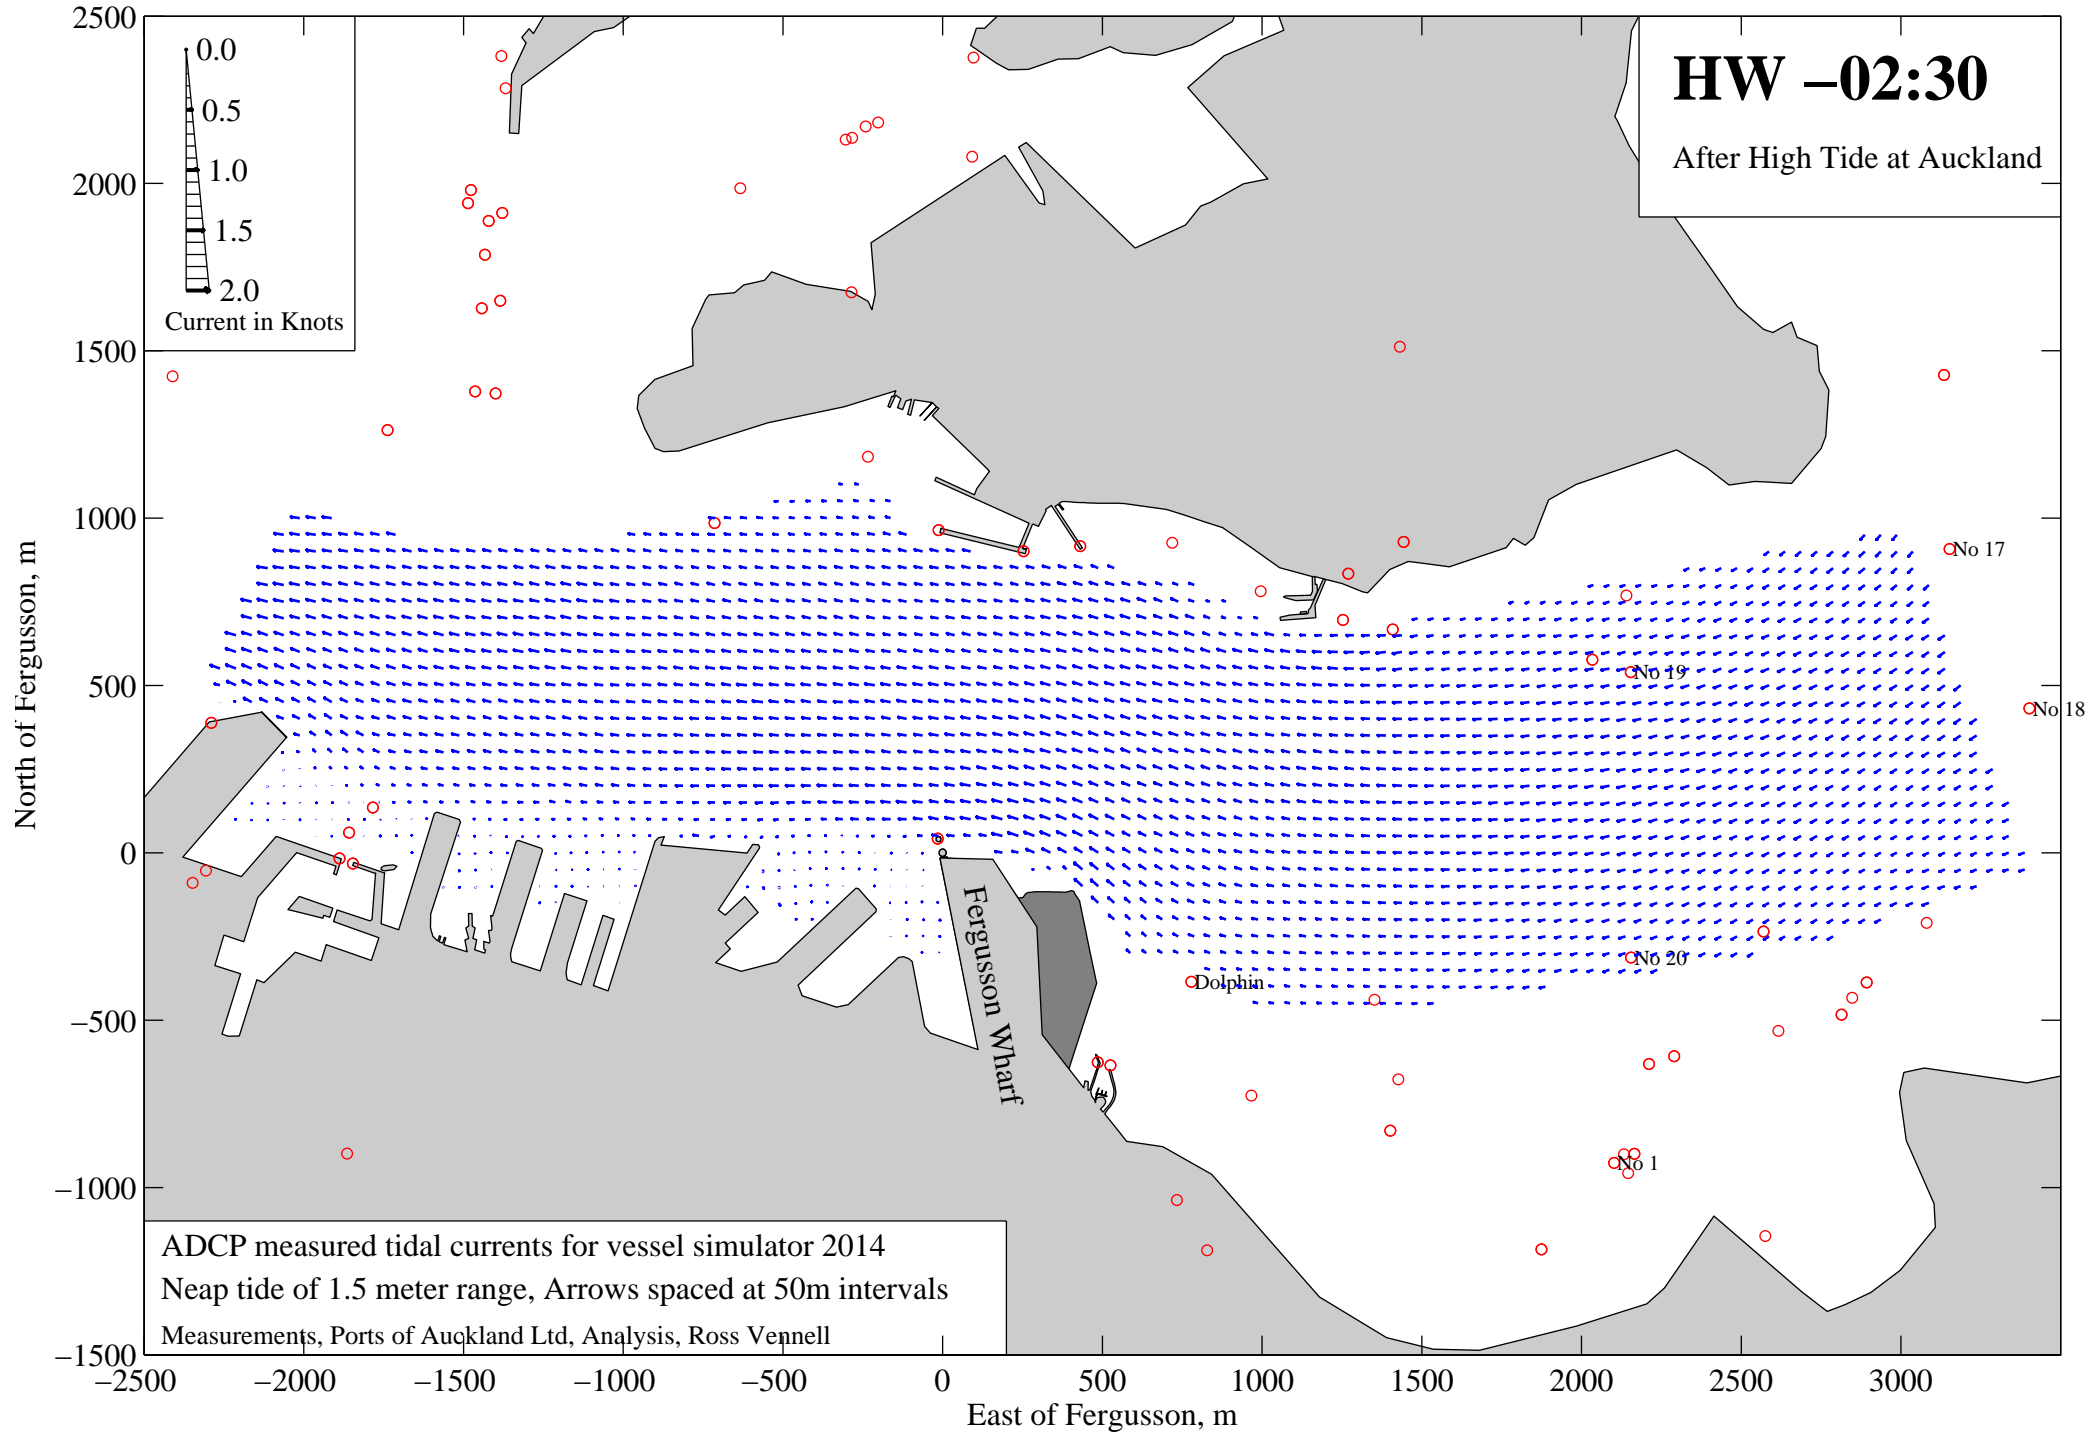 2500
2000
1500
1000
500
0
−500
−1000
−1500
North of Fergusson, m
0.0
0.5
1.0
1.5
2.0
Current in Knots
HW −02:30
After High Tide at Auckland
No 17
No 19
No 18
No 20
Dolphin
No 1
Fergusson Wharf
ADCP measured tidal currents for vessel simulator 2014
Neap tide of 1.5 meter range, Arrows spaced at 50m intervals
Measurements, Ports of Auckland Ltd, Analysis, Ross Vennell
−2500 −2000 −1500 −1000 −500 0 500 1000 1500 2000 2500 3000
East of Fergusson, m